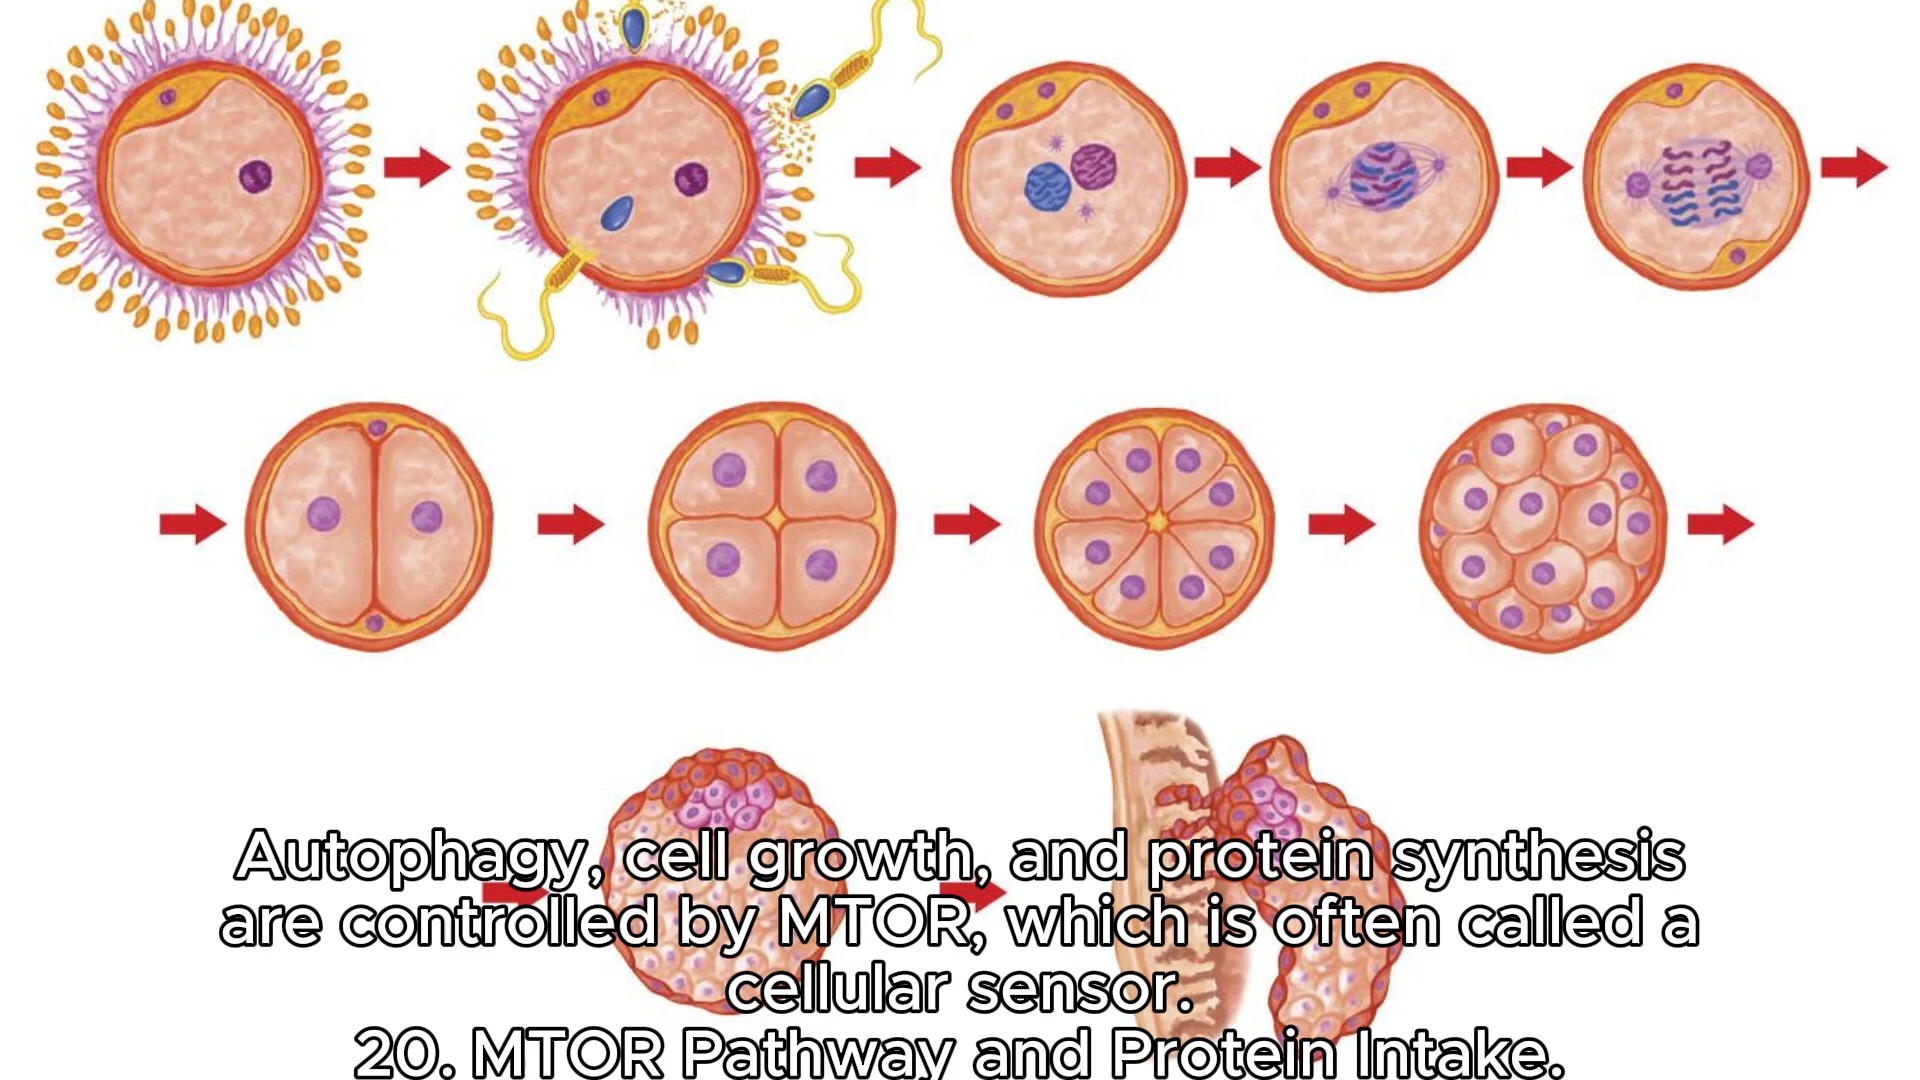 Autophagy, cell growth, and protein synthesis
are controlled by MTOR, which is often called a
cellular sensor.
20. MTOR Pathway and Protein Intake.